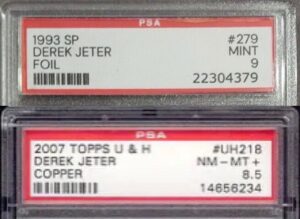 PSA
1993 SP #279
DEREK JETER MINT
FOIL 9
22304379
PSA
2007 TOPPS U & H #UH218
DEREK JETER NM-MT+
COPPER 8.5
14656234